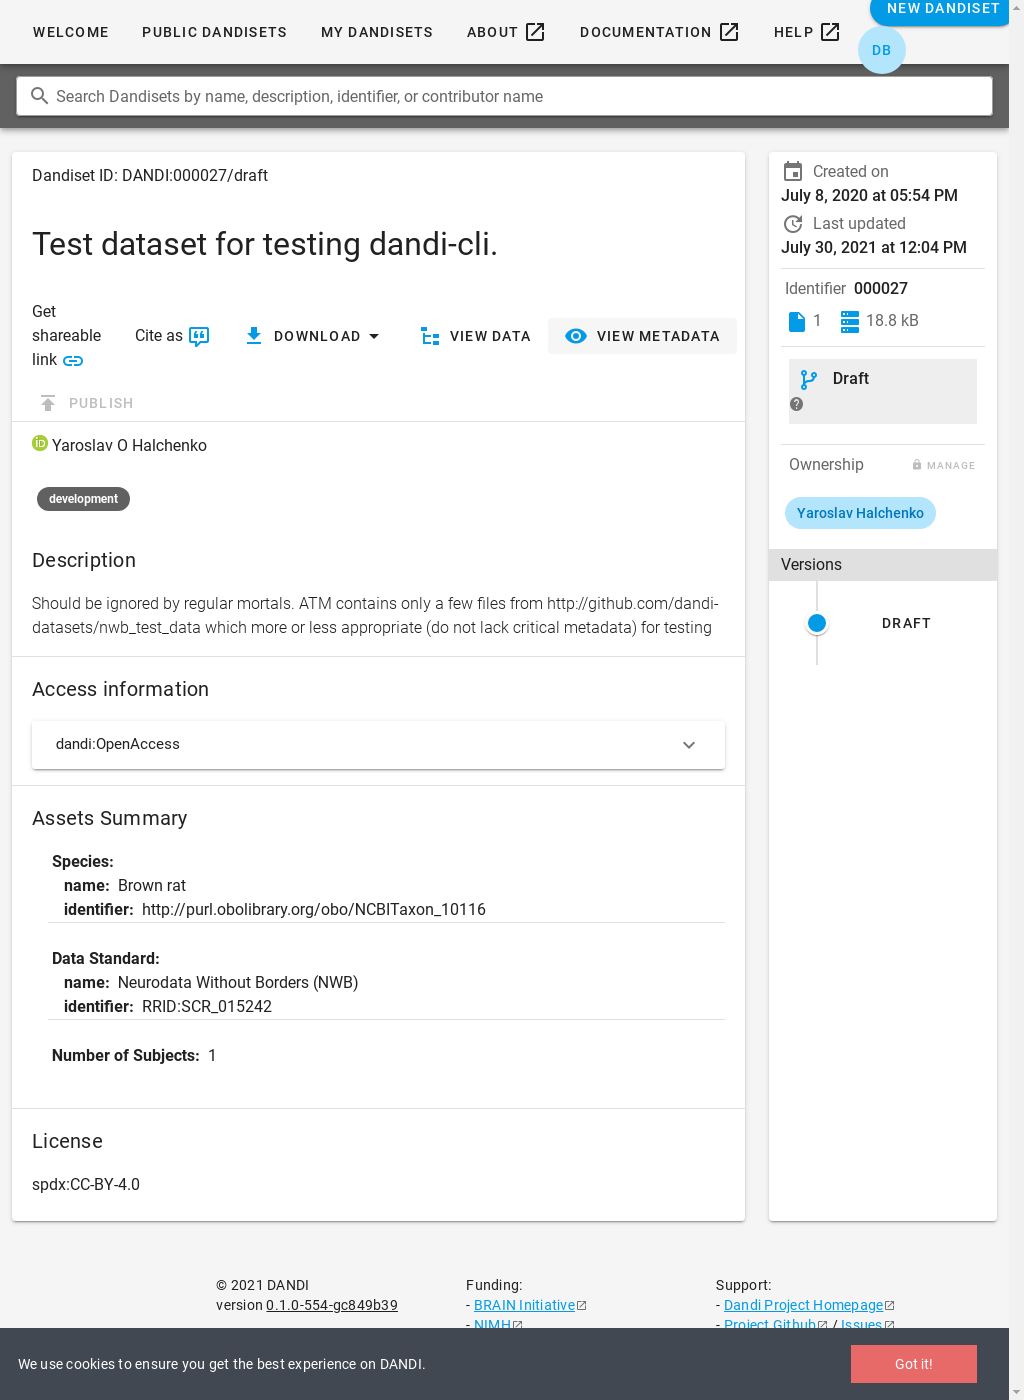 WELCOME PUBLIC DANDISETS MY DANDISETS ABOUT DOCUMENTATION HELP NEW DANDISET
DB
Search Dandisets by name, description, identifier, or contributor name
Dandiset ID: DANDI:000027/draft
Test dataset for testing dandi-cli.
Get
shareable
link
Cite as DOWNLOAD VIEW DATA VIEW METADATA
PUBLISH
Yaroslav O Halchenko
development
Description
Should be ignored by regular mortals. ATM contains only a few files from http://github.com/dandi-
datasets/nwb_test_data which more or less appropriate (do not lack critical metadata) for testing
Access information
dandi:OpenAccess
Assets Summary
Species:
name: Brown rat
identifier: http://purl.obolibrary.org/obo/NCBITaxon_10116
Data Standard:
name: Neurodata Without Borders (NWB)
identifier: RRID:SCR_015242
Number of Subjects: 1
License
spdx:CC-BY-4.0
Created on
July 8, 2020 at 05:54 PM
Last updated
July 30, 2021 at 12:04 PM
Identifier 000027
1 18.8 kB
Draft
Ownership MANAGE
Yaroslav Halchenko
Versions
DRAFT
© 2021 DANDI
version 0.1.0-554-gc849b39
Funding:
- BRAIN Initiative
- NIMH
Support:
- Dandi Project Homepage
- Project Github / Issues
We use cookies to ensure you get the best experience on DANDI.
Got it!